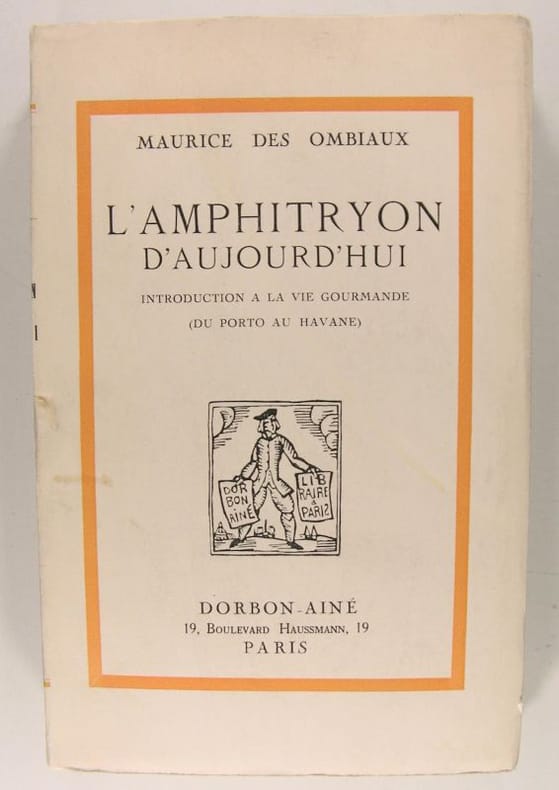 MAURICE DES OMBIAUX
L'AMPHITRYON
D'AUJOURD'HUI
INTRODUCTION A LA VIE GOURMANDE
(DU PORTO AU HAVANE)
DOR
BON
AINÉ
LIB
RAIRE
à
PARIS
DORBON-AINÉ
19, BOULEVARD HAUSSMANN, 19
PARIS